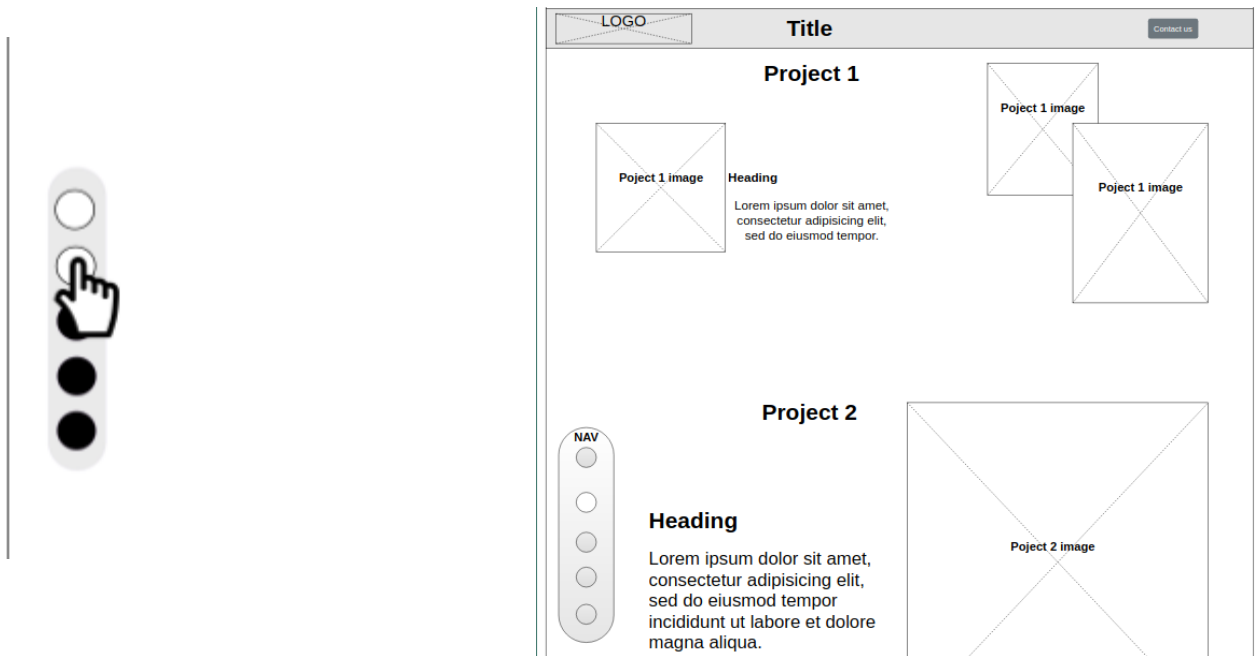 LOGO
Title
Contact us
Project 1
Poject 1 image
Poject 1 image
Poject 1 image
Heading
Lorem ipsum dolor sit amet,
consectetur adipisicing elit,
sed do eiusmod tempor.
Project 2
NAV
Heading
Lorem ipsum dolor sit amet,
consectetur adipisicing elit,
sed do eiusmod tempor
incididunt ut labore et dolore
magna aliqua.
Poject 2 image